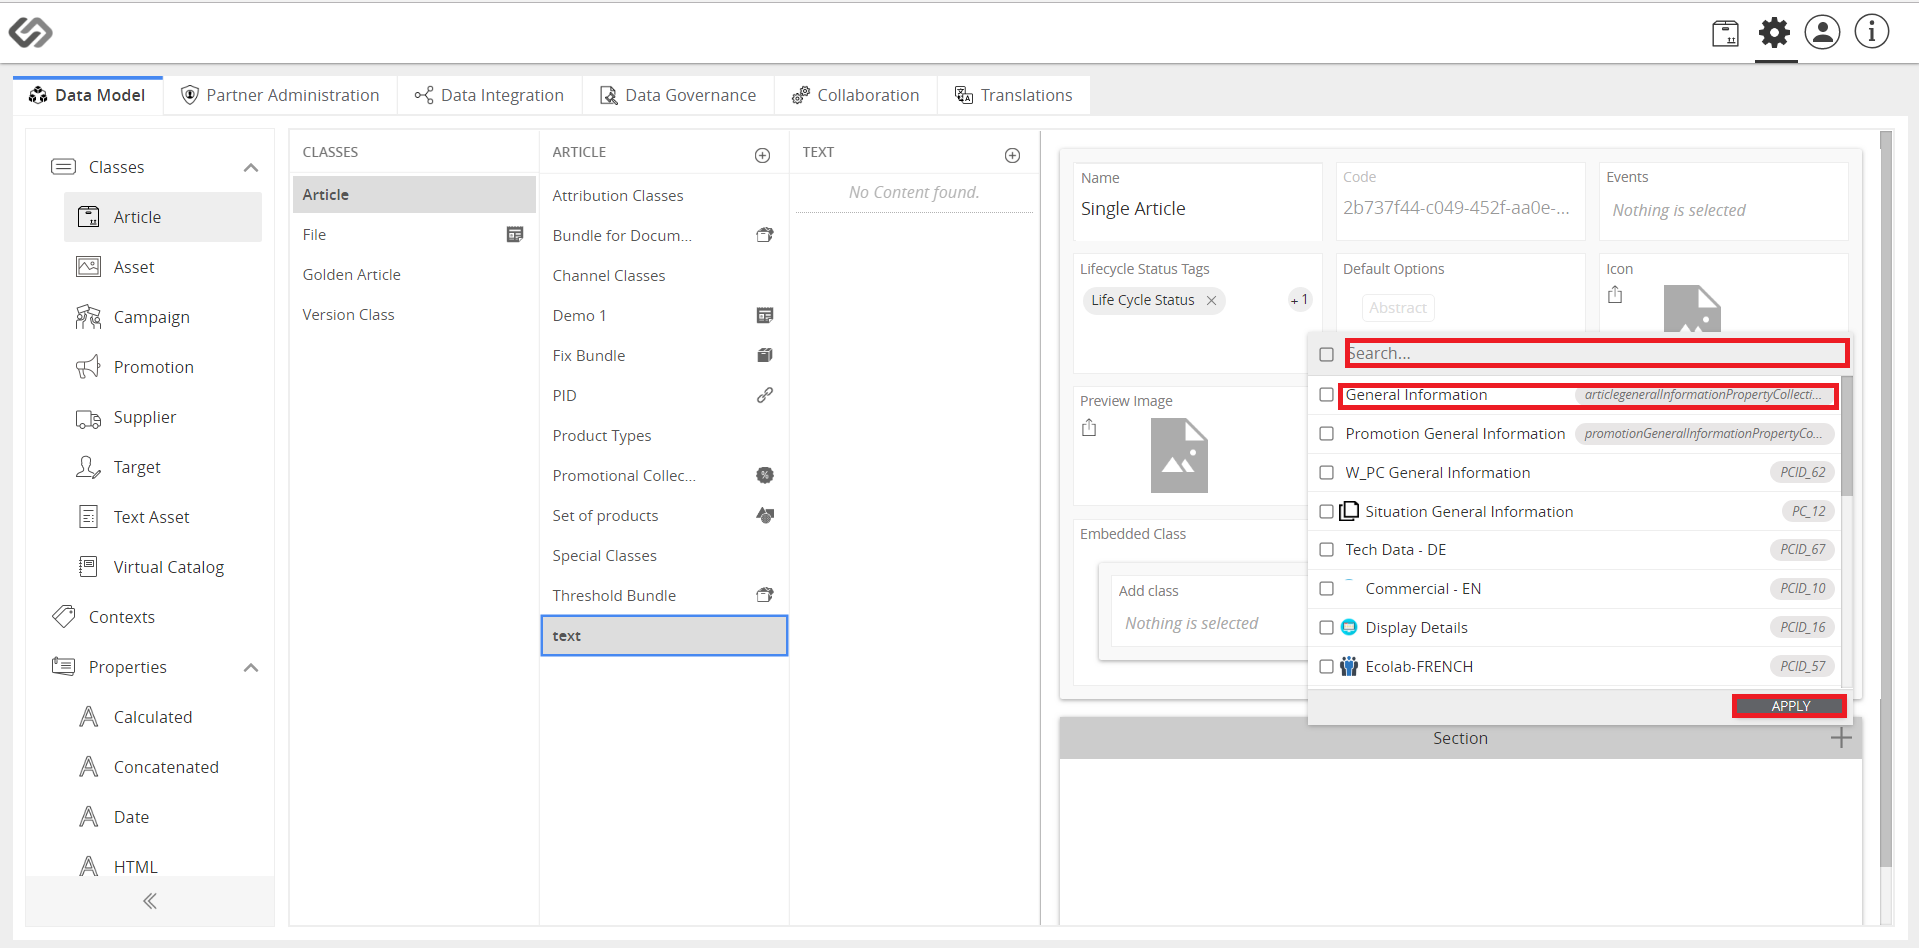 Data Model
Partner Administration
Data Integration
Data Governance
Collaboration
Translations
Classes
Article
Asset
Campaign
Promotion
Supplier
Target
Text Asset
Virtual Catalog
Contexts
Properties
Calculated
Concatenated
Date
HTML
CLASSES
Article
File
Golden Article
Version Class
ARTICLE
Attribution Classes
Bundle for Docum...
Channel Classes
Demo 1
Fix Bundle
PID
Product Types
Promotional Collec...
Set of products
Special Classes
Threshold Bundle
text
TEXT
No Content found.
Name
Single Article
Code
2b737f44-c049-452f-aa0e-...
Events
Nothing is selected
Lifecycle Status Tags
Life Cycle Status
+1
Default Options
Abstract
Icon
Preview Image
Embedded Class
Add class
Nothing is selected
Search...
General Information articlegeneralInformationPropertyCollecti...
Promotion General Information promotionGeneralInformationPropertyCo...
W_PC General Information PCID_62
Situation General Information PC_12
Tech Data - DE PCID_67
Commercial - EN PCID_10
Display Details PCID_16
Ecolab-FRENCH PCID_57
APPLY
Section